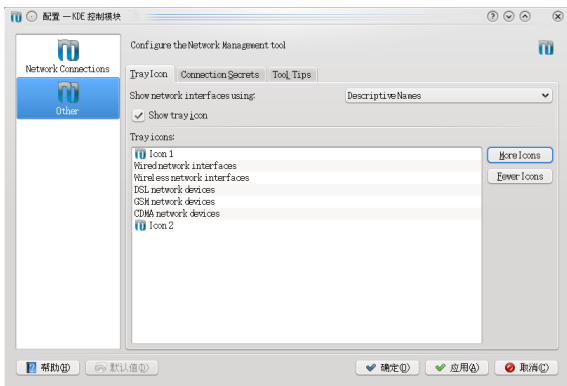 配置 — KDE 控制模块
Configure the Network Management tool
Network Connections
Other
Tray Icon
Connection Secrets
Tool Tips
Show network interfaces using:
Descriptive Names
Show tray icon
Tray icons:
Icon 1
Wired network interfaces
Wireless network interfaces
DSL network devices
GSM network devices
CDMA network devices
Icon 2
More Icons
Fewer Icons
帮助(H)
默认值(D)
确定(O)
应用(A)
取消(C)